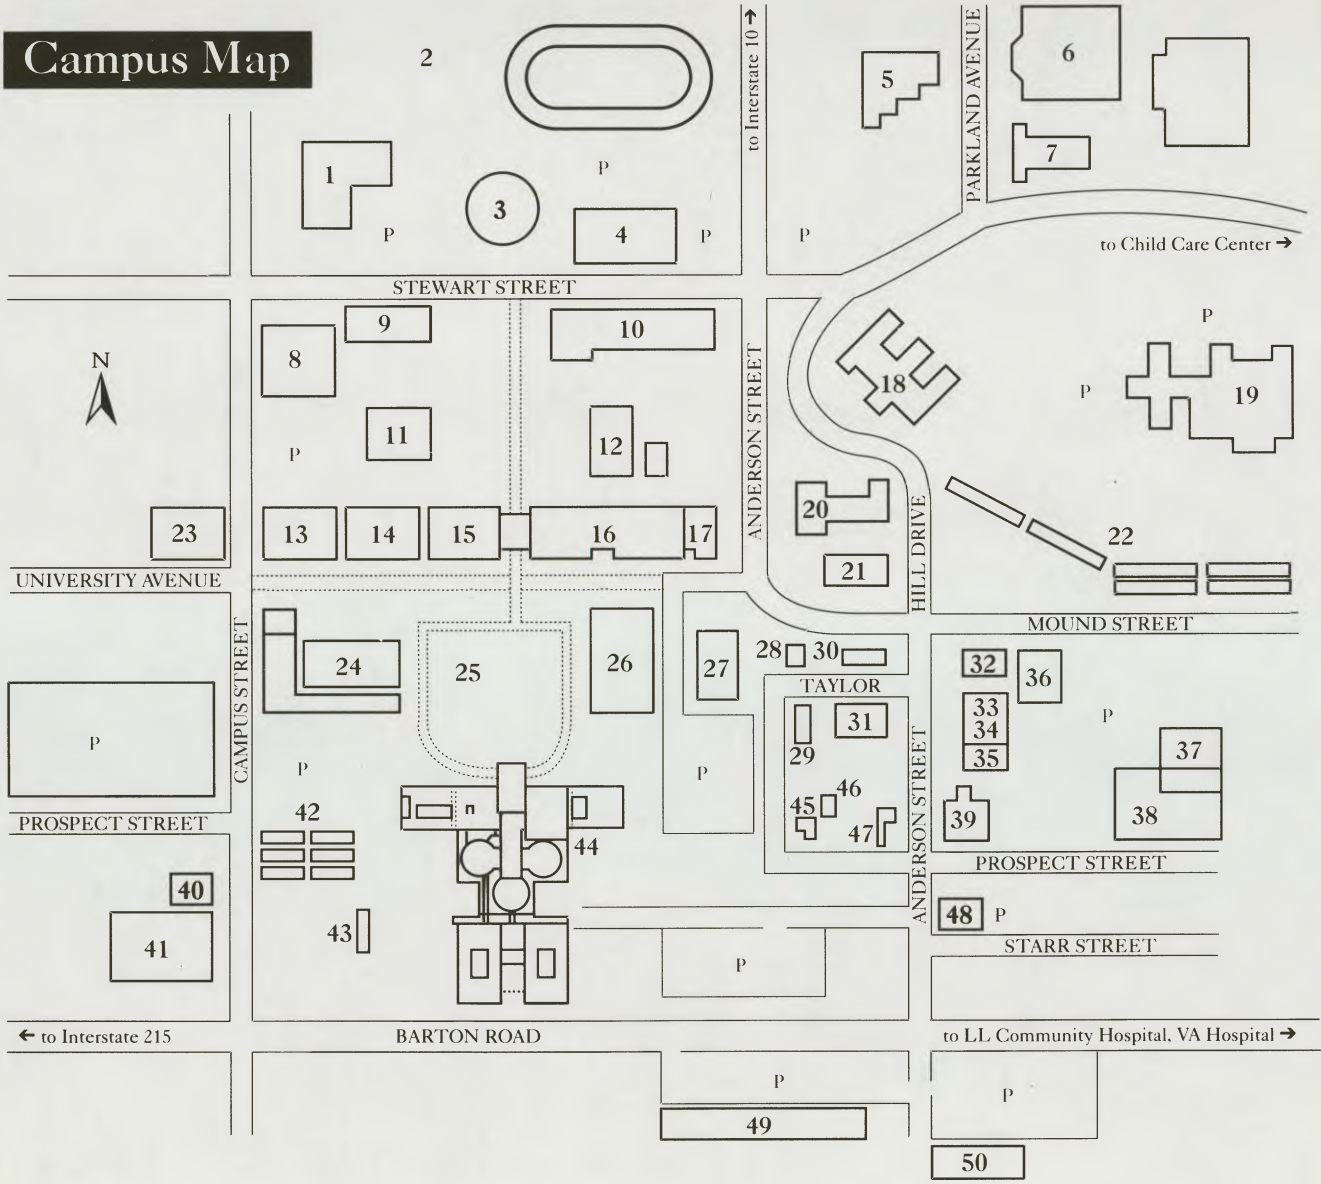 Campus Map
2
to Interstate 10 →
5
PARKLAND AVENUE
6
7
1
P
3
P
4
P
P
to Child Care Center →
STEWART STREET
9
10
8
N
ANDERSON STREET
18
P
P
19
11
P
12
20
22
23
13
14
15
16
17
21
HILL DRIVE
UNIVERSITY AVENUE
MOUND STREET
CAMPUS STREET
24
25
26
27
28
30
TAYLOR
32
36
33
34
35
P
29
31
37
38
P
P
P
42
45
46
47
ANDERSON STREET
39
PROSPECT STREET
44
PROSPECT STREET
40
41
43
48
P
STARR STREET
P
← to Interstate 215
BARTON ROAD
to LL Community Hospital, VA Hospital →
P
P
49
50